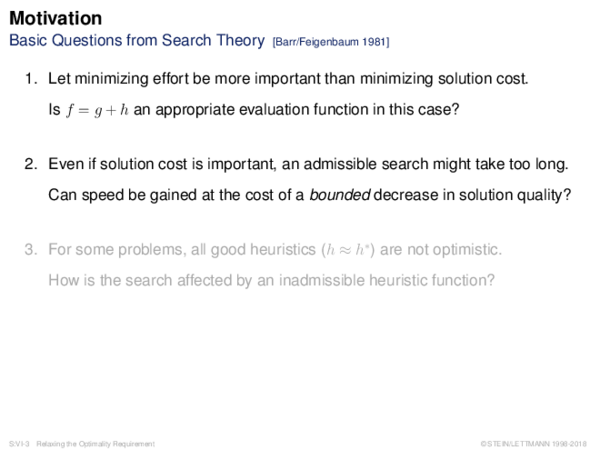 Motivation
Basic Questions from Search Theory [Barr/Feigenbaum 1981]
1. Let minimizing effort be more important than minimizing solution cost.
Is f = g + h an appropriate evaluation function in this case?
2. Even if solution cost is important, an admissible search might take too long.
Can speed be gained at the cost of a bounded decrease in solution quality?
3. For some problems, all good heuristics (h ≈ h*) are not optimistic.
How is the search affected by an inadmissible heuristic function?
S:VI-3 Relaxing the Optimality Requirement ©STEIN/LETTMANN 1998-2018